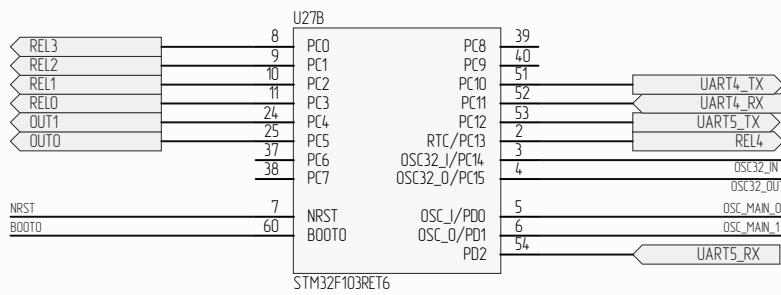 U27B
REL3 8 PC0 PC8 39
REL2 9 PC1 PC9 40
REL1 10 PC2 PC10 51 UART4_TX
REL0 11 PC3 PC11 52 UART4_RX
OUT1 24 PC4 PC12 53 UART5_TX
OUT0 25 PC5 RTC/PC13 2 REL4
37 PC6 OSC32_I/PC14 3 OSC32_IN
38 PC7 OSC32_O/PC15 4 OSC32_OUT
NRST 7 NRST OSC_I/PD0 5 OSC_MAIN_0
BOOT0 60 BOOT0 OSC_O/PD1 6 OSC_MAIN_1
PD2 54 UART5_RX
STM32F103RET6